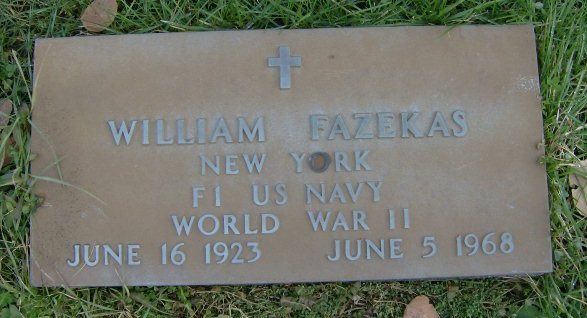 WILLIAM FAZEKAS
NEW YORK
F1 US NAVY
WORLD WAR II
JUNE 16 1923 JUNE 5 1968